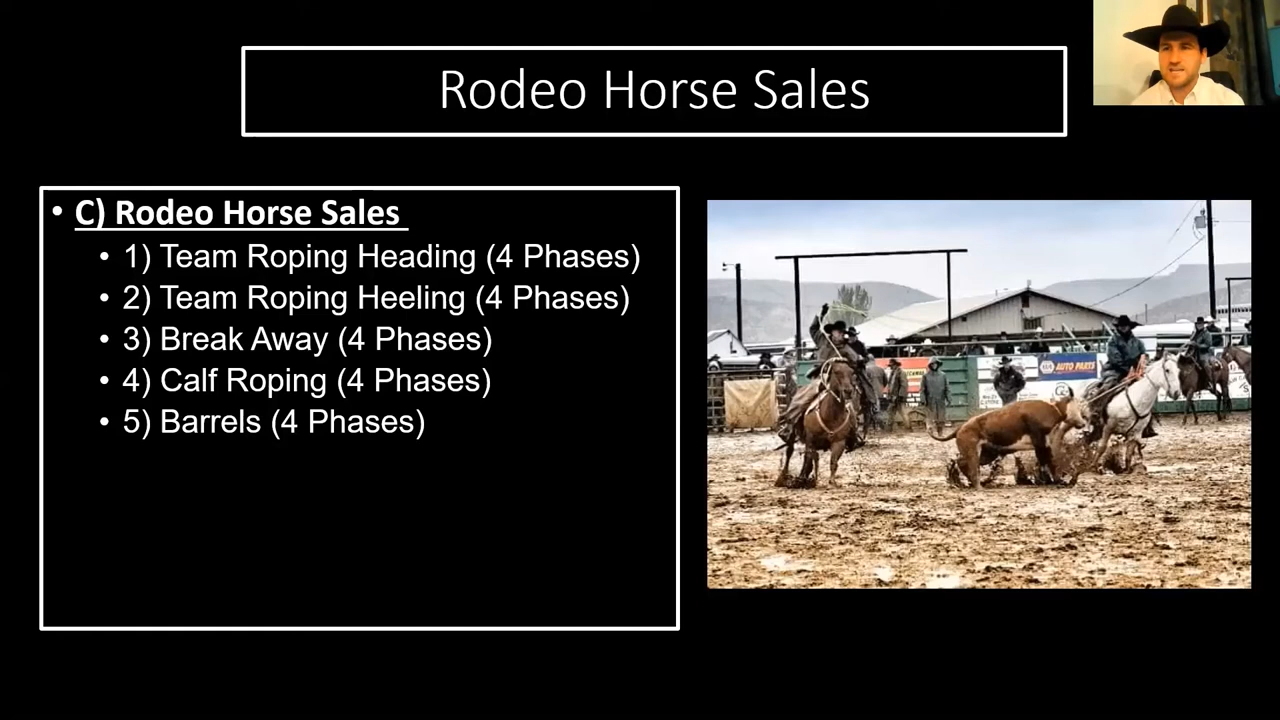 Rodeo Horse Sales
• C) Rodeo Horse Sales
• 1) Team Roping Heading (4 Phases)
• 2) Team Roping Heeling (4 Phases)
• 3) Break Away (4 Phases)
• 4) Calf Roping (4 Phases)
• 5) Barrels (4 Phases)
NAPA AUTO PARTS